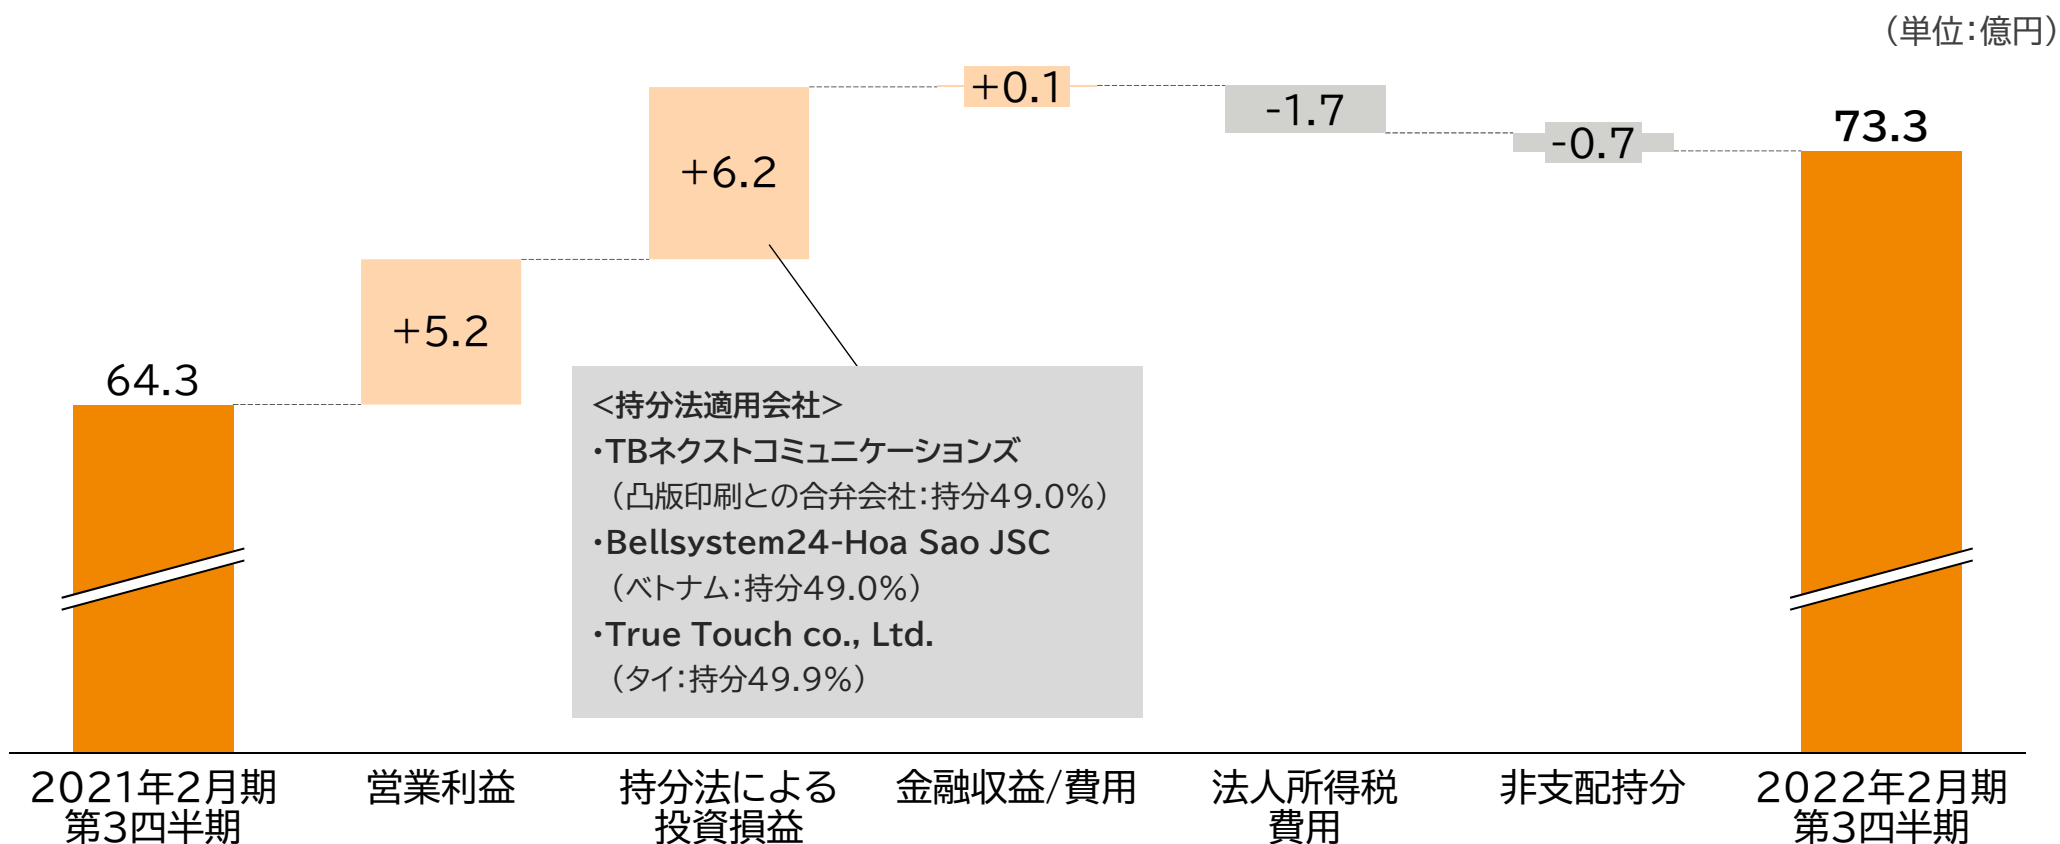 （単位：億円）
64.3
+5.2
+6.2
+0.1
-1.7
-0.7
73.3
<持分法適用会社>
・TBネクストコミュニケーションズ
（凸版印刷との合弁会社：持分49.0%）
・Bellsystem24-Hoa Sao JSC
（ベトナム：持分49.0%）
・True Touch co., Ltd.
（タイ：持分49.9%）
2021年2月期
第3四半期
営業利益
持分法による
投資損益
金融収益/費用
法人所得税
費用
非支配持分
2022年2月期
第3四半期